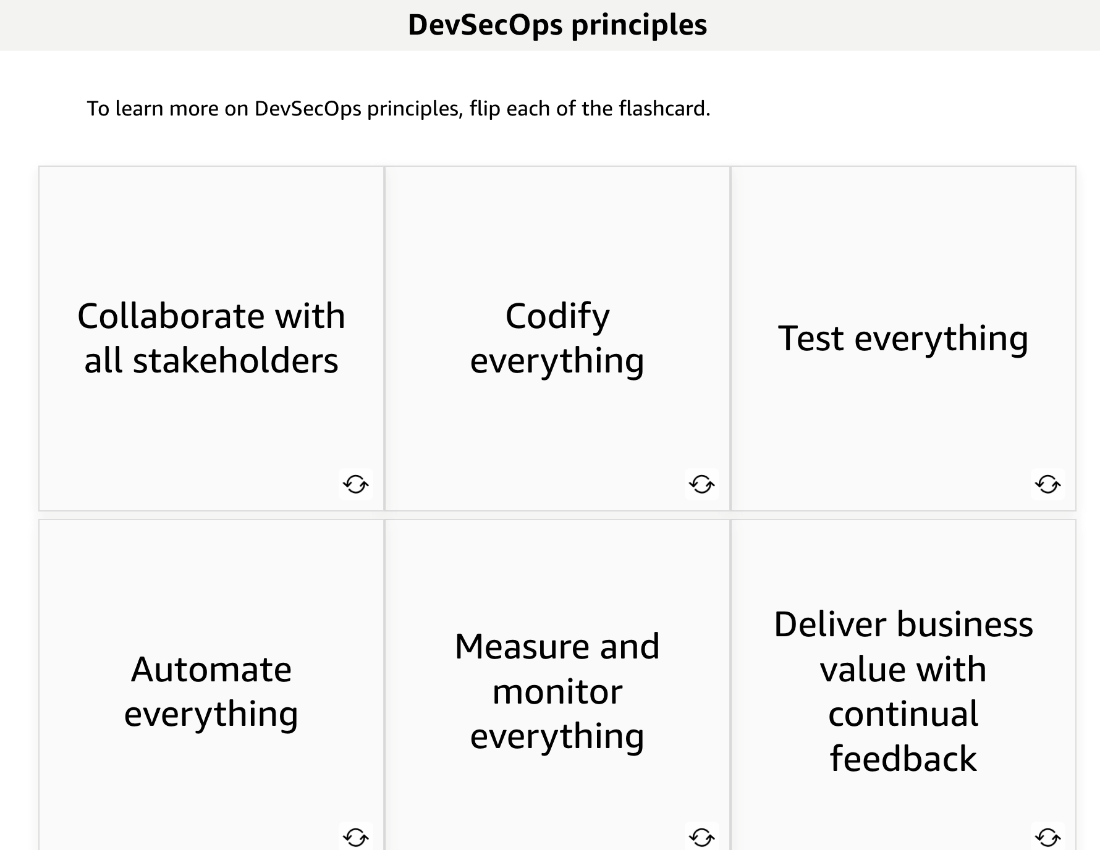 DevSecOps principles
To learn more on DevSecOps principles, flip each of the flashcard.
Collaborate with
all stakeholders
Codify
everything
Test everything
Automate
everything
Measure and
monitor
everything
Deliver business
value with
continual
feedback